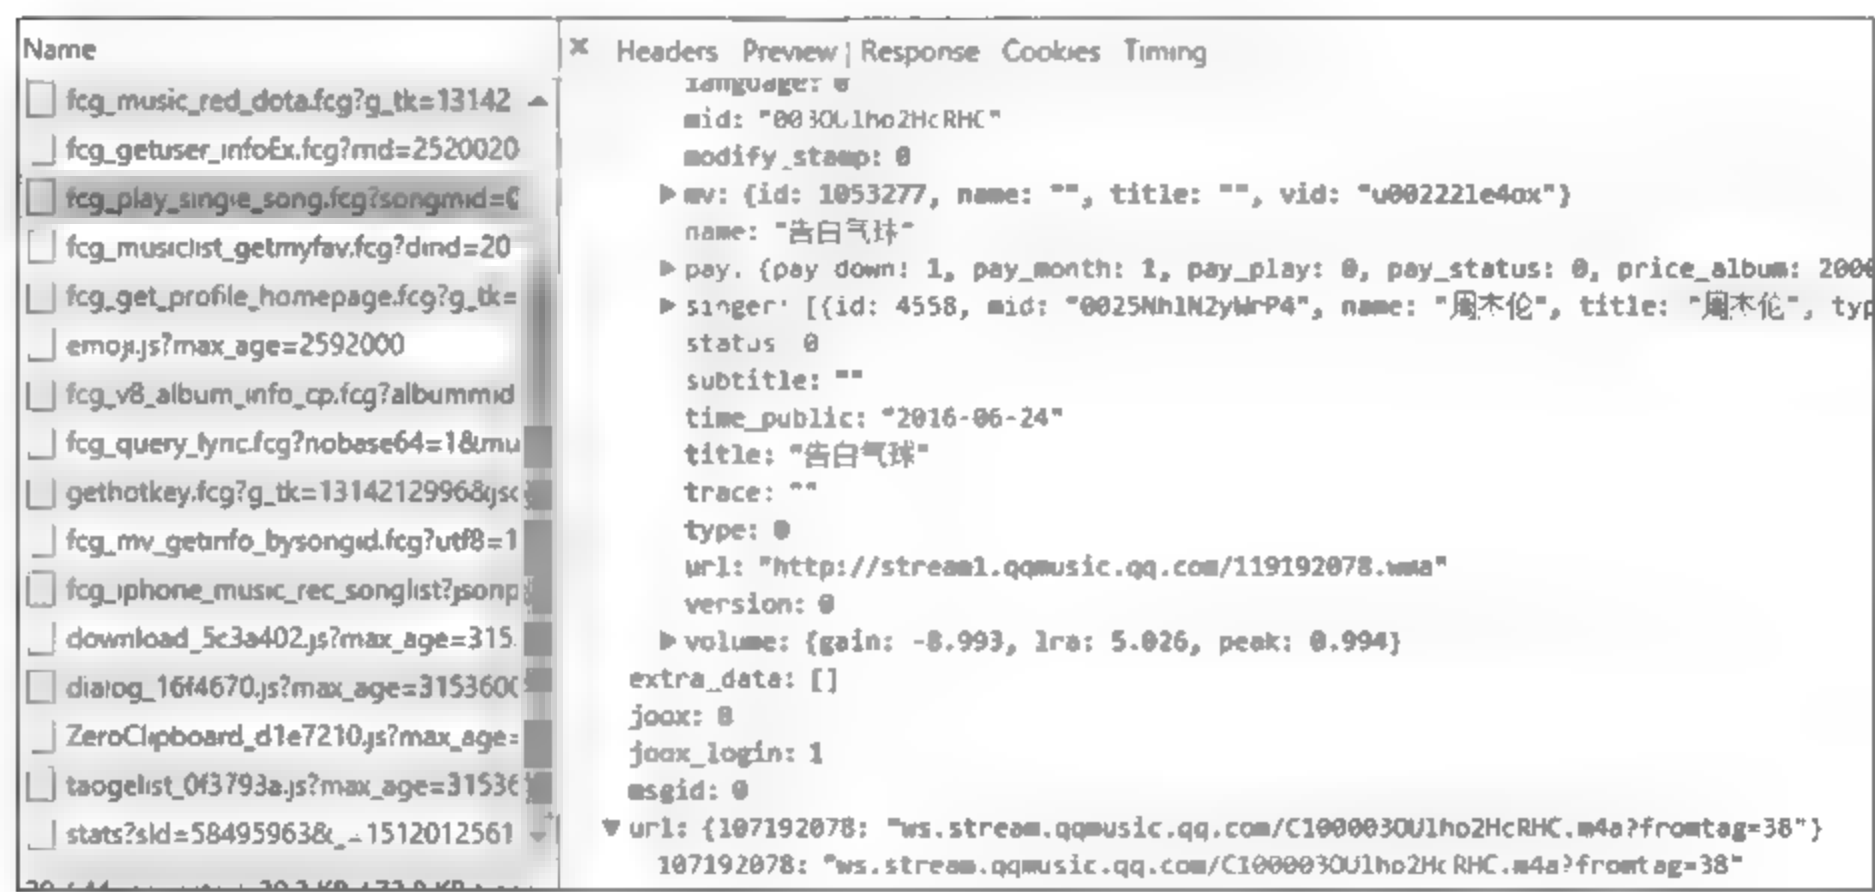 Name
fcg_music_red_dota.fcg?g_tk=13142
fcg_getuser_infoEx.fcg?rnd=2520020
fcg_play_single_song.fcg?songmid=0
fcg_musiclist_getmyfav.fcg?dirid=20
fcg_get_profile_homepage.fcg?g_tk=
emoji.js?max_age=2592000
fcg_v8_album_info_cp.fcg?albummid
fcg_query_lyric.fcg?nobase64=1&mu
gethotkey.fcg?g_tk=1314212996&jsc
fcg_mv_getinfo_bysongid.fcg?utf8=1
fcg_iphone_music_rec_songlist?jsonp
download_5c3a402.js?max_age=315
dialog_16f4670.js?max_age=3153600
ZeroClipboard_d1e7210.js?max_age=
taogelist_0f3793a.js?max_age=31536
stats?sId=58495963&_=1512012561
× Headers Preview Response Cookies Timing
language: 0
mid: "003OUlho2HcRHC"
modify_stamp: 0
▶ mv: {id: 1053277, name: "", title: "", vid: "u00222le4ox"}
name: "告白气球"
▶ pay: {pay_down: 1, pay_month: 1, pay_play: 0, pay_status: 0, price_album: 2000
▶ singer: [{id: 4558, mid: "0025NhlN2yWrP4", name: "周杰伦", title: "周杰伦", typ
status: 0
subtitle: ""
time_public: "2016-06-24"
title: "告白气球"
trace: ""
type: 0
url: "http://stream1.qqmusic.qq.com/119192078.wma"
version: 0
▶ volume: {gain: -8.993, lra: 5.026, peak: 0.994}
extra_data: []
joox: 0
joox_login: 1
msgid: 0
▼ url: {107192078: "ws.stream.qqmusic.qq.com/C100003OUlho2HcRHC.m4a?fromtag=38"}
107192078: "ws.stream.qqmusic.qq.com/C100003OUlho2HcRHC.m4a?fromtag=38"